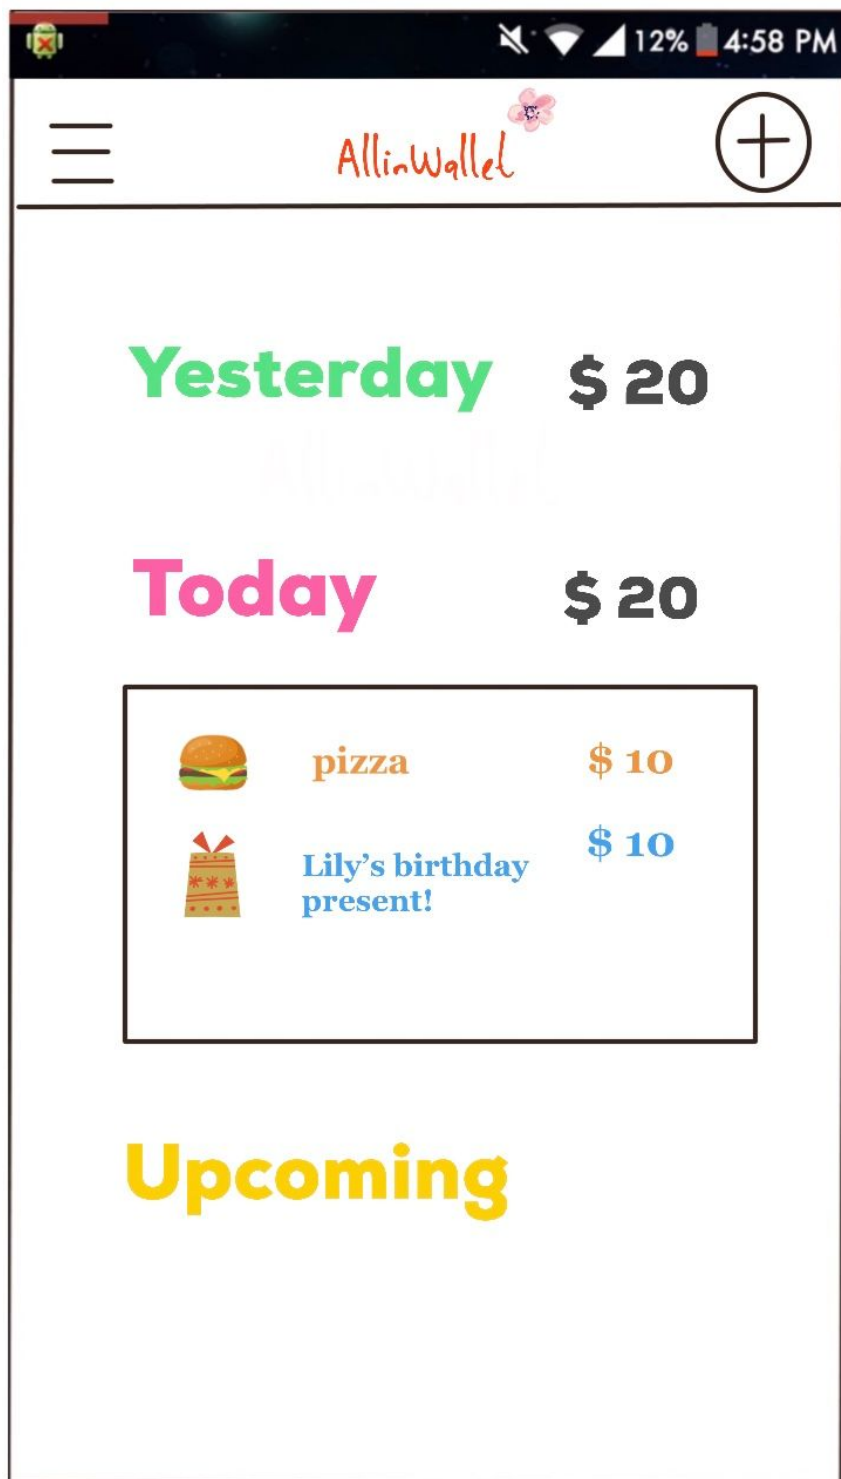 12% 4:58 PM
AllinWallet
Yesterday $ 20
Today $ 20
pizza $ 10
Lily’s birthday $ 10
present!
Upcoming